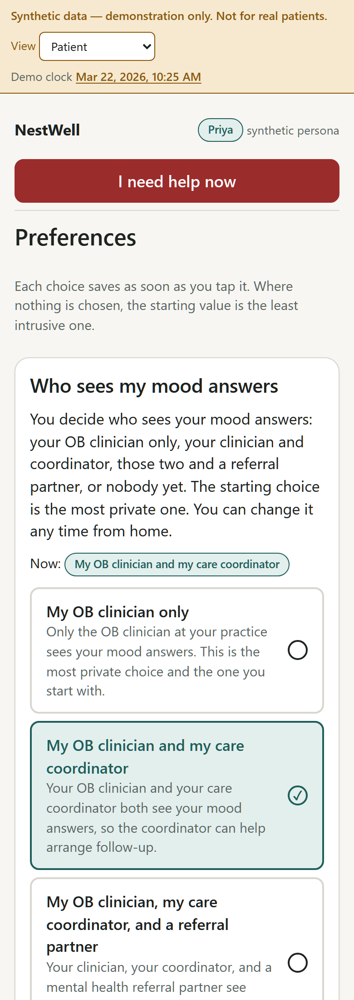 Synthetic data — demonstration only. Not for real patients.
View Patient
Demo clock Mar 22, 2026, 10:25 AM
NestWell
Priya synthetic persona
I need help now
Preferences
Each choice saves as soon as you tap it. Where
nothing is chosen, the starting value is the least
intrusive one.
Who sees my mood answers
You decide who sees your mood answers:
your OB clinician only, your clinician and
coordinator, those two and a referral
partner, or nobody yet. The starting choice
is the most private one. You can change it
any time from home.
Now: My OB clinician and my care coordinator
My OB clinician only
Only the OB clinician at your practice
sees your mood answers. This is the
most private choice and the one you
start with.
My OB clinician and my care
coordinator
Your OB clinician and your care
coordinator both see your mood
answers, so the coordinator can help
arrange follow-up.
My OB clinician, my care
coordinator, and a referral
partner
Your clinician, your coordinator, and a
mental health referral partner see